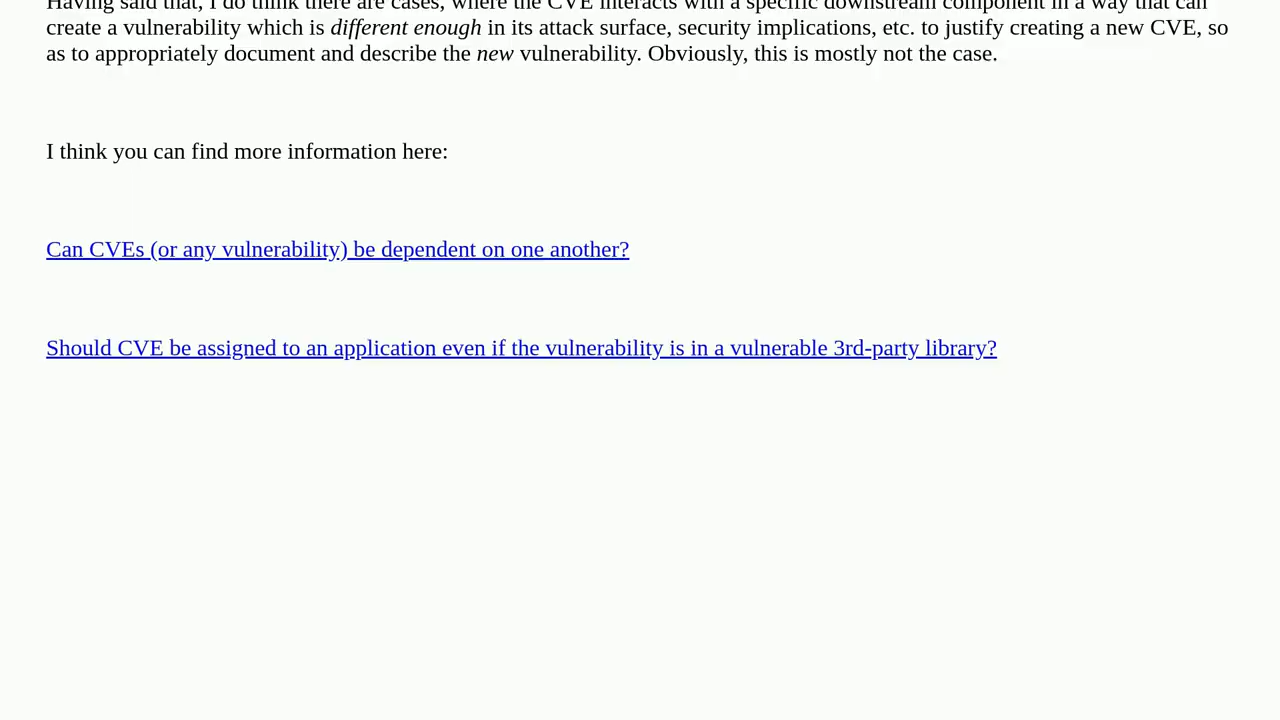 Having said that, I do think there are cases, where the CVE interacts with a specific downstream component in a way that can
create a vulnerability which is different enough in its attack surface, security implications, etc. to justify creating a new CVE, so
as to appropriately document and describe the new vulnerability. Obviously, this is mostly not the case.
I think you can find more information here:
Can CVEs (or any vulnerability) be dependent on one another?
Should CVE be assigned to an application even if the vulnerability is in a vulnerable 3rd-party library?